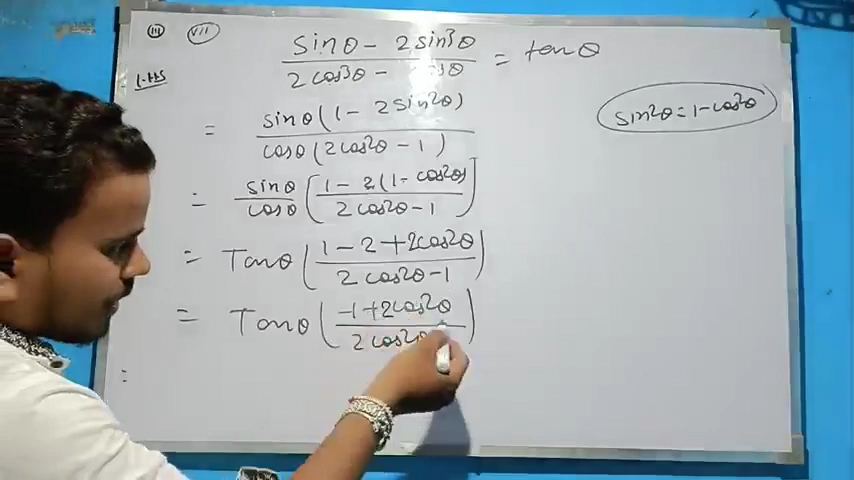 (iii) (vii)
sinθ - 2sin³θ / 2cos³θ - cosθ = tanθ
L.H.S
= sinθ(1 - 2sin²θ) / cosθ(2cos²θ - 1)
sin²θ = 1 - cos²θ
= sinθ/cosθ (1 - 2(1 - cos²θ) / 2cos²θ - 1)
= Tanθ (1 - 2 + 2cos²θ / 2cos²θ - 1)
= Tanθ (-1 + 2cos²θ / 2cos²θ)